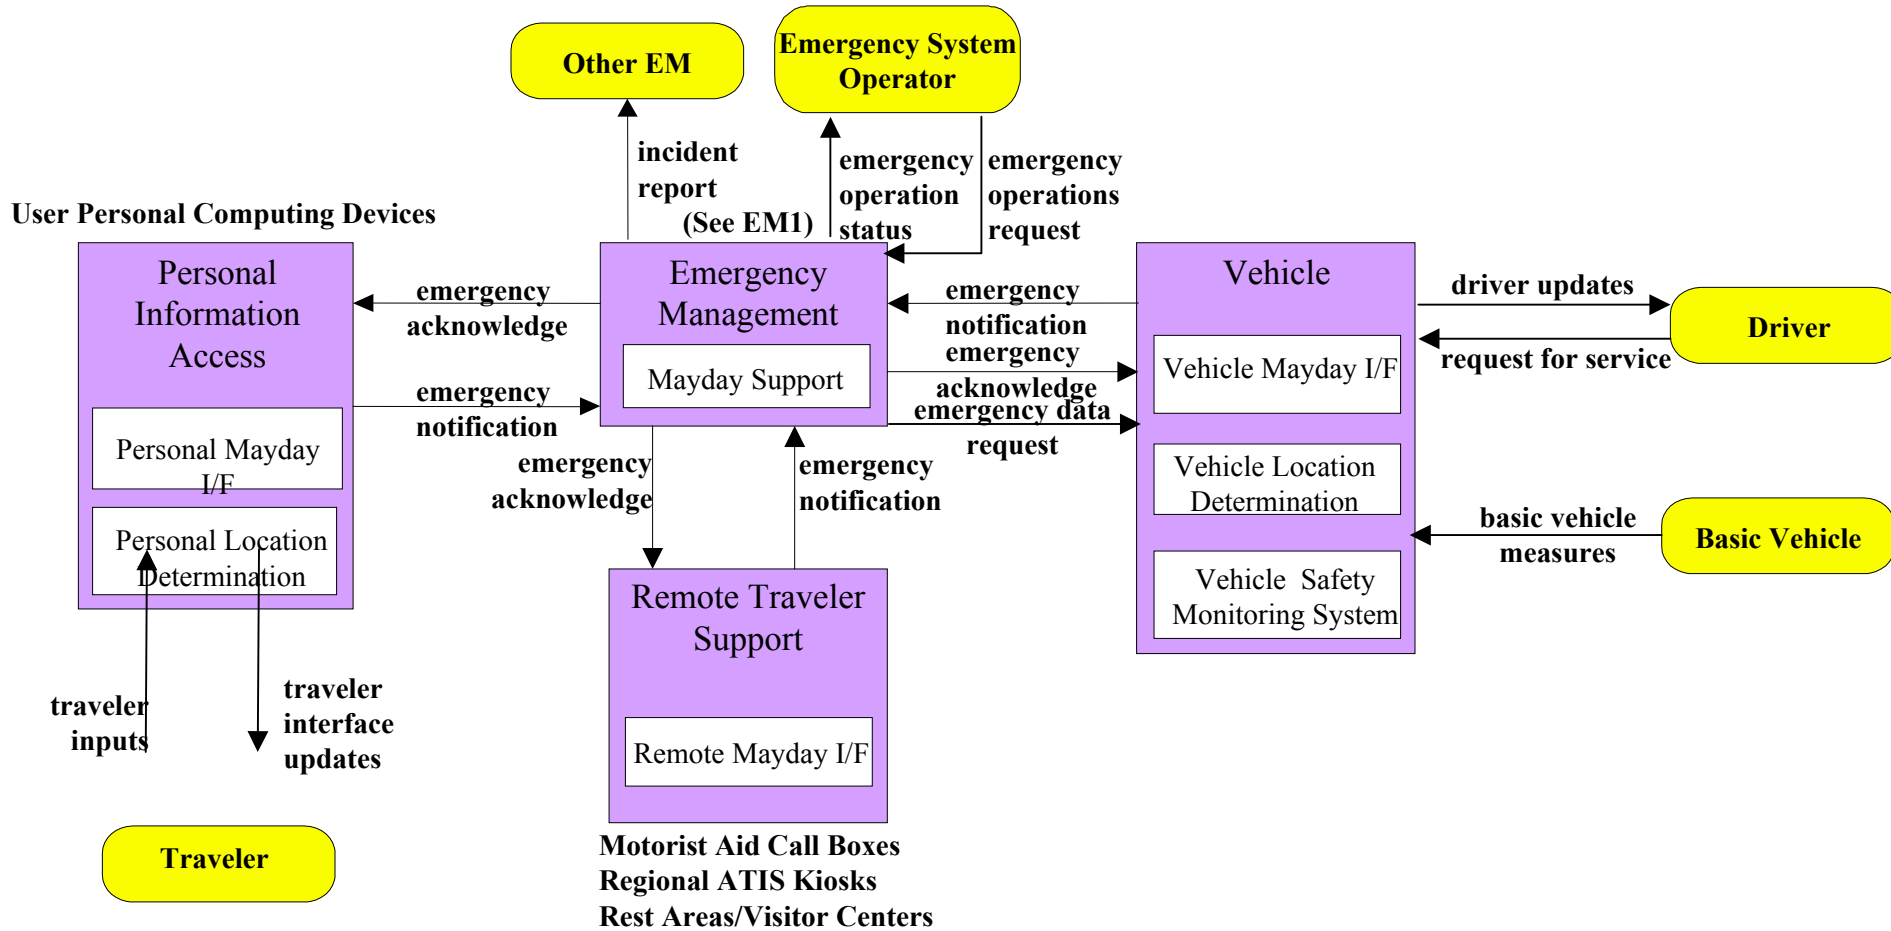 Other EM
Emergency System
Operator
incident
report
(See EM1)
emergency
operation
status
emergency
operations
request
User Personal Computing Devices
Personal
Information
Access
Personal Mayday
I/F
Personal Location
Determination
emergency
acknowledge
emergency
notification
Emergency
Management
Mayday Support
emergency
notification
emergency
acknowledge
emergency data
request
Vehicle
Vehicle Mayday I/F
Vehicle Location
Determination
Vehicle Safety
Monitoring System
driver updates
request for service
Driver
basic vehicle
measures
Basic Vehicle
emergency
acknowledge
emergency
notification
Remote Traveler
Support
Remote Mayday I/F
Motorist Aid Call Boxes
Regional ATIS Kiosks
Rest Areas/Visitor Centers
traveler
inputs
traveler
interface
updates
Traveler